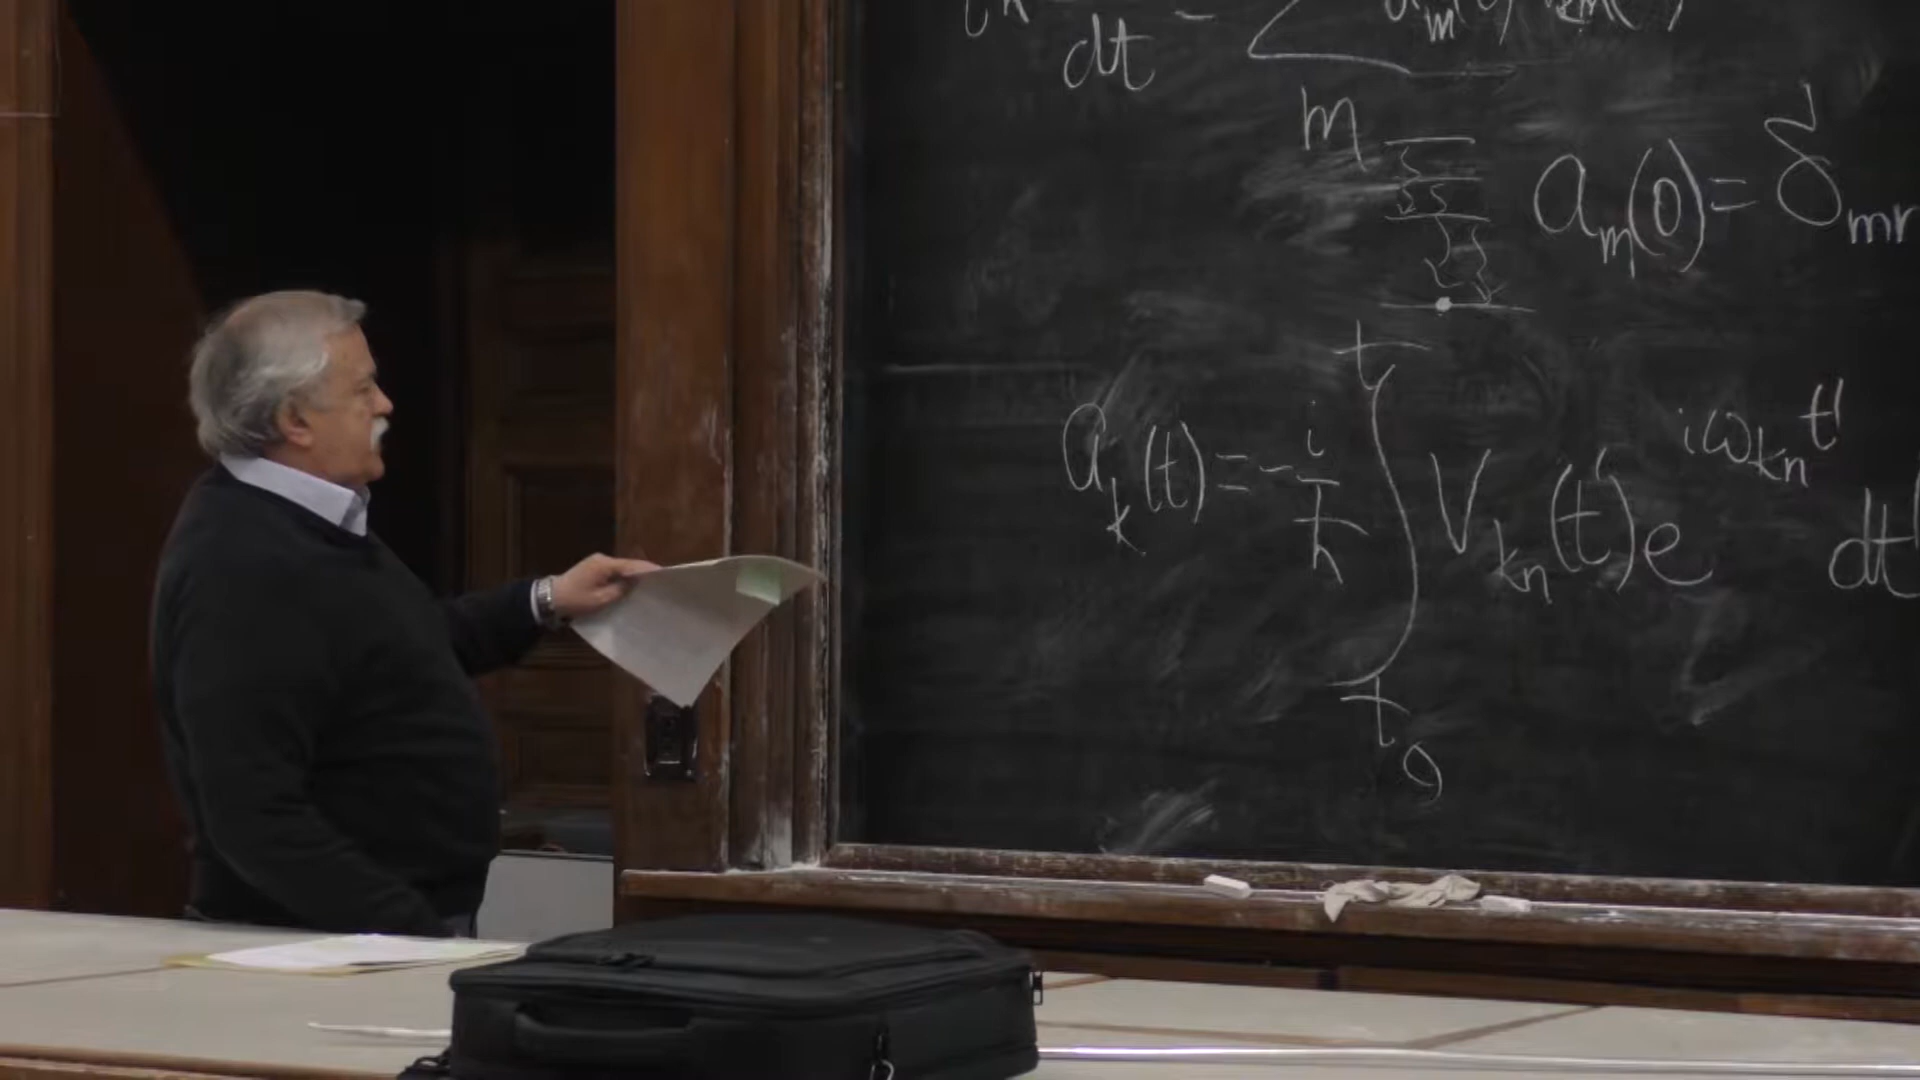 dt = ∑
m
a_m(0) = δ_mn
a_k(t) = -i/ħ ∫_{t_0}^{t} V_kn(t')e^{iω_kn t'} dt'